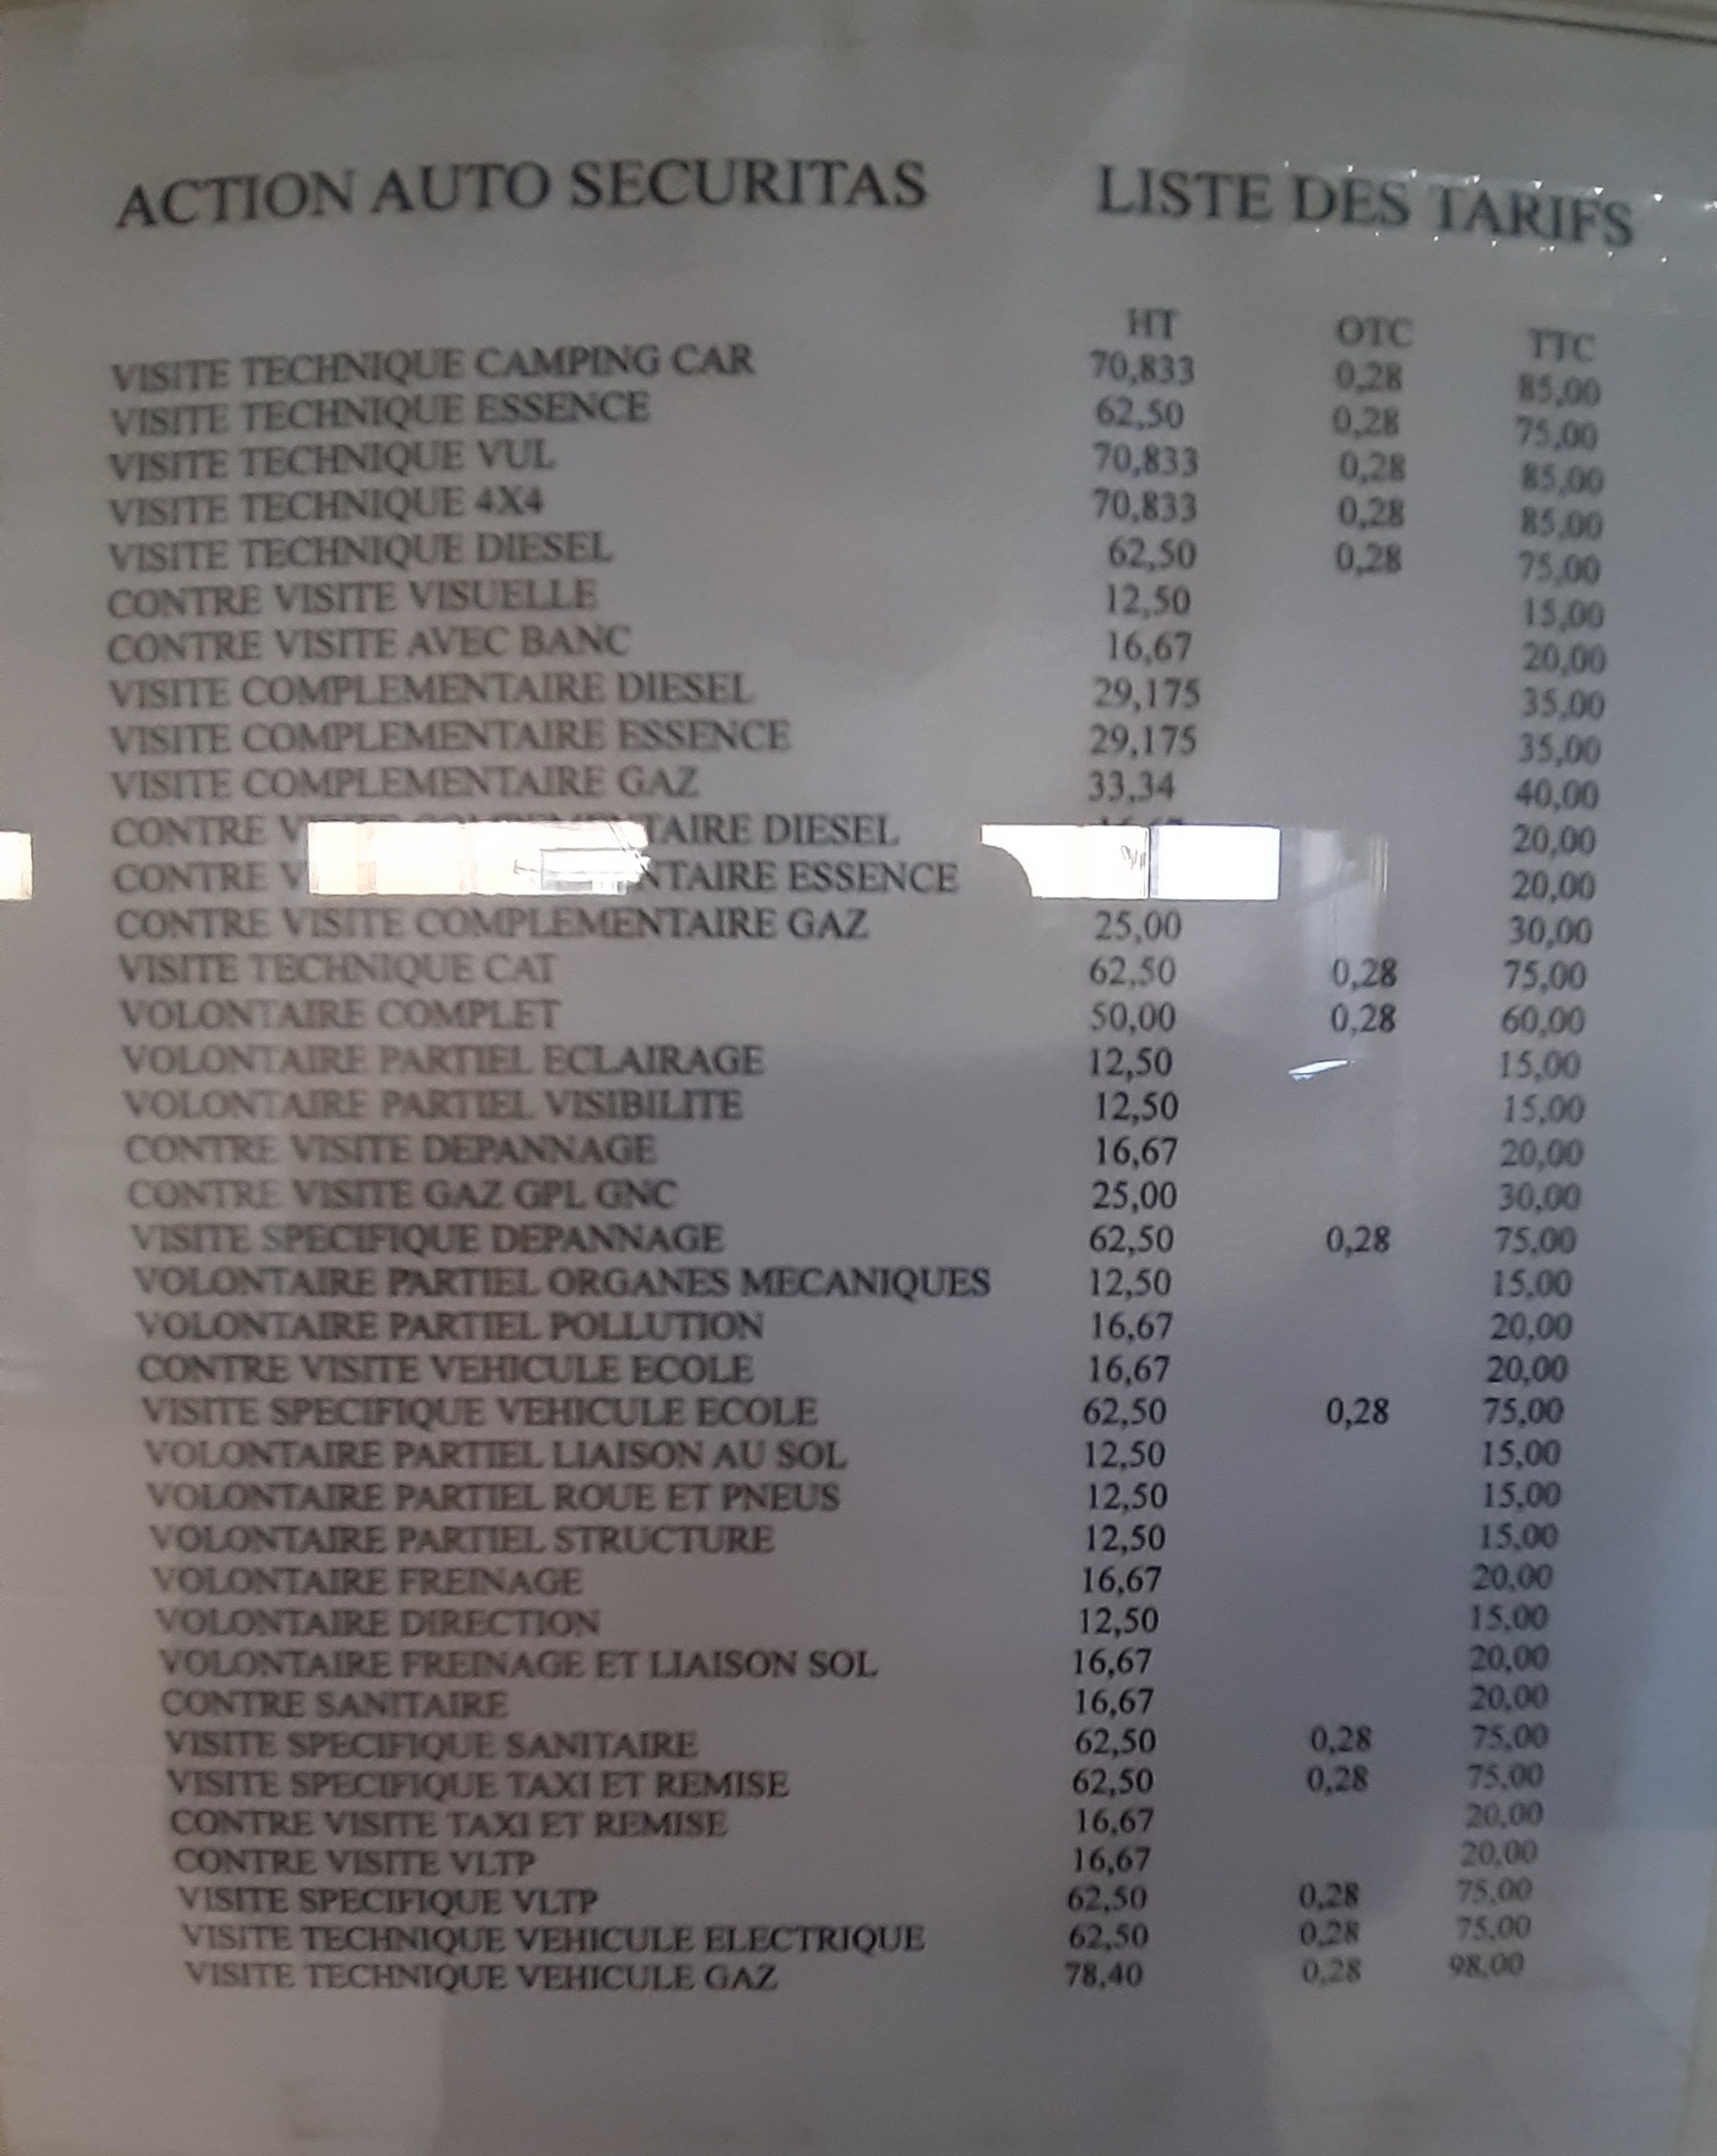 ACTION AUTO SECURITAS LISTE DES TARIFS
HT OTC TTC
VISITE TECHNIQUE CAMPING CAR 70,833 0,28 85,00
VISITE TECHNIQUE ESSENCE 62,50 0,28 75,00
VISITE TECHNIQUE VUL 70,833 0,28 85,00
VISITE TECHNIQUE 4X4 70,833 0,28 85,00
VISITE TECHNIQUE DIESEL 62,50 0,28 75,00
CONTRE VISITE VISUELLE 12,50 15,00
CONTRE VISITE AVEC BANC 16,67 20,00
VISITE COMPLEMENTAIRE DIESEL 29,175 35,00
VISITE COMPLEMENTAIRE ESSENCE 29,175 35,00
VISITE COMPLEMENTAIRE GAZ 33,34 40,00
CONTRE DIESEL 20,00
CONTRE ESSENCE 20,00
CONTRE VISITE COMPLEMENTAIRE GAZ 25,00 30,00
VISITE TECHNIQUE CAT 62,50 0,28 75,00
VOLONTAIRE COMPLET 50,00 0,28 60,00
VOLONTAIRE PARTIEL ECLAIRAGE 12,50 15,00
VOLONTAIRE PARTIEL VISIBILITE 12,50 15,00
CONTRE VISITE DEPANNAGE 16,67 20,00
CONTRE VISITE GAZ GPL GNC 25,00 30,00
VISITE SPECIFIQUE DEPANNAGE 62,50 0,28 75,00
VOLONTAIRE PARTIEL ORGANES MECANIQUES 12,50 15,00
VOLONTAIRE PARTIEL POLLUTION 16,67 20,00
CONTRE VISITE VEHICULE ECOLE 16,67 20,00
VISITE SPECIFIQUE VEHICULE ECOLE 62,50 0,28 75,00
VOLONTAIRE PARTIEL LIAISON AU SOL 12,50 15,00
VOLONTAIRE PARTIEL ROUE ET PNEUS 12,50 15,00
VOLONTAIRE PARTIEL STRUCTURE 12,50 15,00
VOLONTAIRE FREINAGE 16,67 20,00
VOLONTAIRE DIRECTION 12,50 15,00
VOLONTAIRE FREINAGE ET LIAISON SOL 16,67 20,00
CONTRE SANITAIRE 16,67 20,00
VISITE SPECIFIQUE SANITAIRE 62,50 0,28 75,00
VISITE SPECIFIQUE TAXI ET REMISE 62,50 0,28 75,00
CONTRE VISITE TAXI ET REMISE 16,67 20,00
CONTRE VISITE VLTP 16,67 20,00
VISITE SPECIFIQUE VLTP 62,50 0,28 75,00
VISITE TECHNIQUE VEHICULE ELECTRIQUE 62,50 0,28 75,00
VISITE TECHNIQUE VEHICULE GAZ 78,40 0,28 98,00